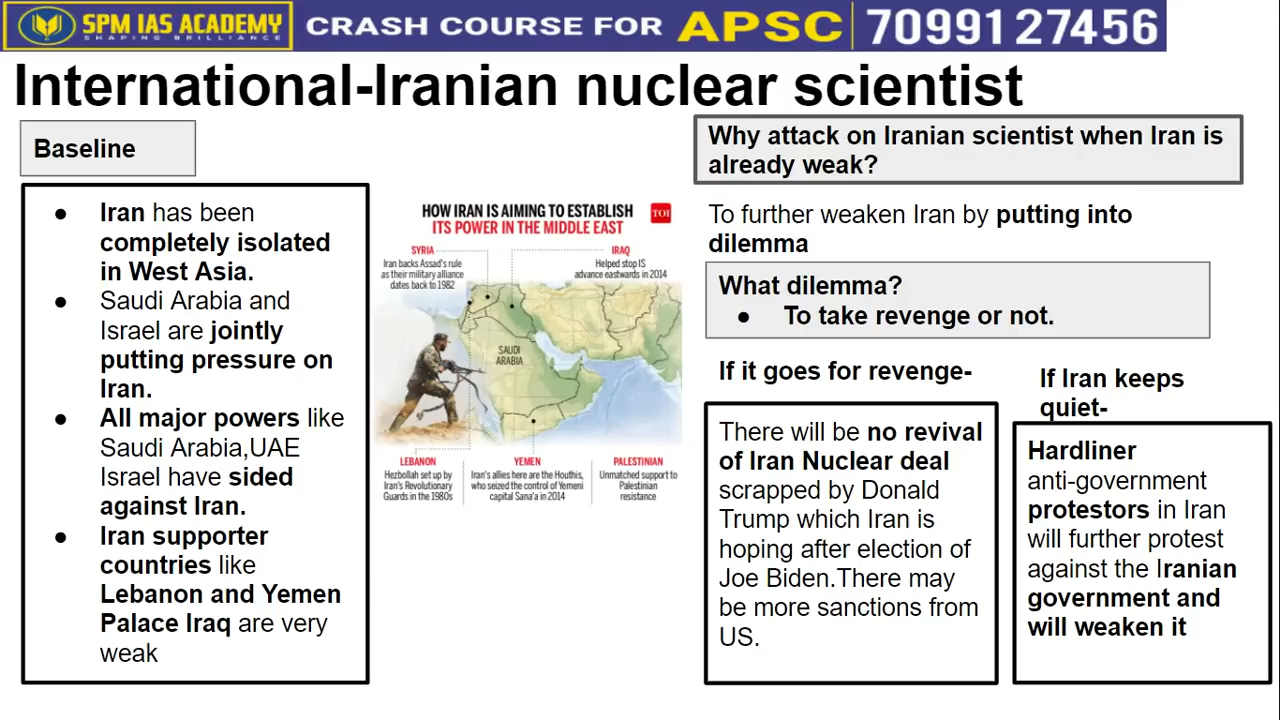 SPM IAS ACADEMY
SHAPING BRILLIANCE
CRASH COURSE FOR APSC 7099127456
International-Iranian nuclear scientist
Baseline
● Iran has been
completely isolated
in West Asia.
● Saudi Arabia and
Israel are jointly
putting pressure on
Iran.
● All major powers like
Saudi Arabia,UAE
Israel have sided
against Iran.
● Iran supporter
countries like
Lebanon and Yemen
Palace Iraq are very
weak
HOW IRAN IS AIMING TO ESTABLISH
ITS POWER IN THE MIDDLE EAST
TOI
SYRIA
Iran backs Assad's rule
as their military alliance
dates back to 1982
IRAQ
Helped stop IS
advance eastwards in 2014
SAUDI
ARABIA
LEBANON
Hezbollah set up by
Iran's Revolutionary
Guards in the 1980s
YEMEN
Iran's allies here are the Houthis,
who seized the control of Yemeni
capital Sana'a in 2014
PALESTINIAN
Unmatched support to
Palestinian
resistance
Why attack on Iranian scientist when Iran is
already weak?
To further weaken Iran by putting into
dilemma
What dilemma?
● To take revenge or not.
If it goes for revenge-
There will be no revival
of Iran Nuclear deal
scrapped by Donald
Trump which Iran is
hoping after election of
Joe Biden.There may
be more sanctions from
US.
If Iran keeps
quiet-
Hardliner
anti-government
protestors in Iran
will further protest
against the Iranian
government and
will weaken it